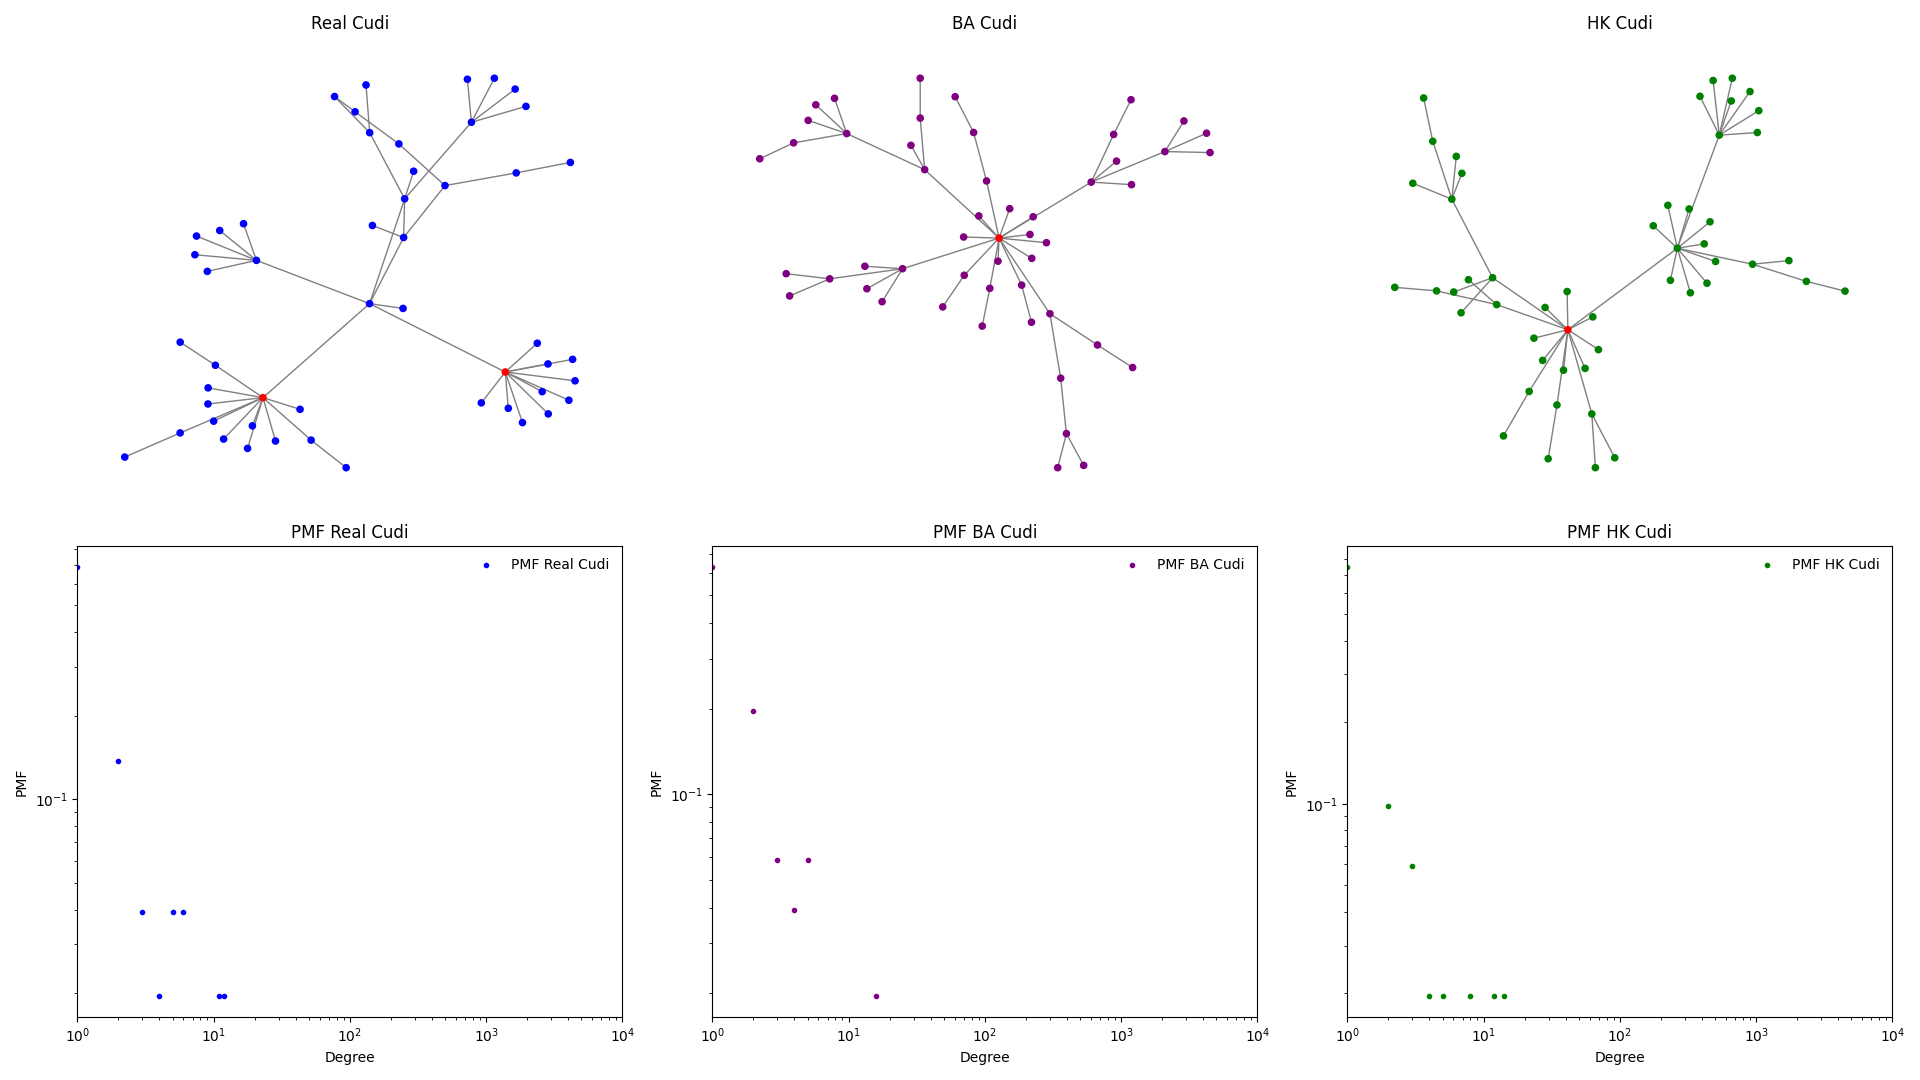 Real Cudi
BA Cudi
HK Cudi
PMF Real Cudi
PMF
10⁻¹
PMF Real Cudi
10⁰ 10¹ 10² 10³ 10⁴
Degree
PMF BA Cudi
PMF
10⁻¹
PMF BA Cudi
10⁰ 10¹ 10² 10³ 10⁴
Degree
PMF HK Cudi
PMF
10⁻¹
PMF HK Cudi
10⁰ 10¹ 10² 10³ 10⁴
Degree